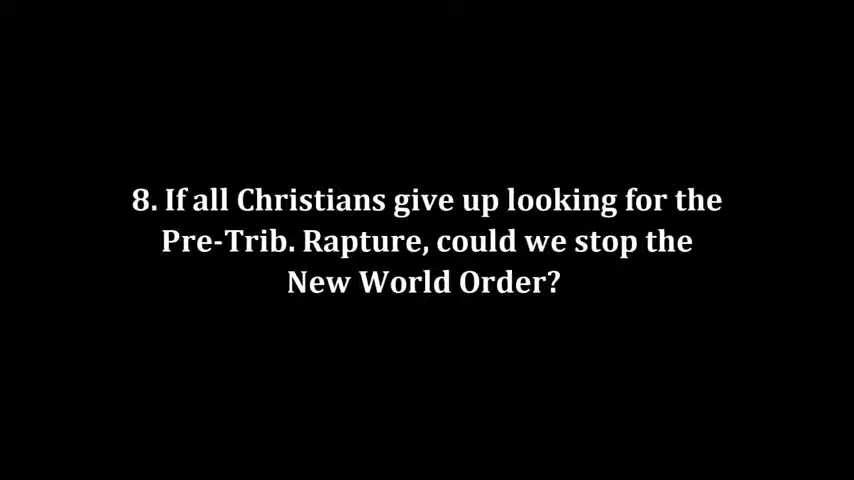 8. If all Christians give up looking for the
Pre-Trib. Rapture, could we stop the
New World Order?